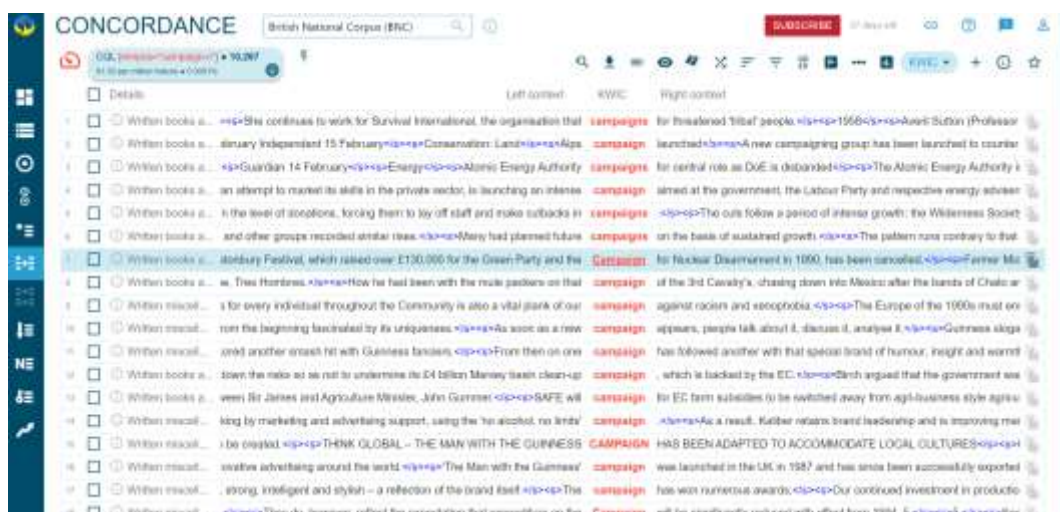 CONCORDANCE British National Corpus (BNC) SUBSCRIBE
CQL • 10,287
KWIC
Details Left context KWIC Right context
Written books a... <s>She continues to work for Survival International, the organisation that campaigns for threatened 'tribal' people.</s><s>1958</s><s>Averil Sutton (Professor
Written books a... Independent 15 February</s><s>Conservation: Land</s><s>Alps campaign launched</s><s>A new campaigning group has been launched to counter
Written books a... <s>Guardian 14 February</s><s>Energy</s><s>Atomic Energy Authority campaigns for central role as DoE is disbanded</s><s>The Atomic Energy Authority
Written books a... an attempt to market its skills in the private sector, is launching an intense campaign aimed at the government, the Labour Party and respective energy
Written books a... n the level of donations, forcing them to lay off staff and make cutbacks in campaigns .</s><s>The cuts follow a period of intense growth: the Wilderness Society
Written books a... and other groups recorded similar rises.</s><s>Many had planned future campaigns on the basis of sustained growth.</s><s>The pattern runs contrary to that
Written books a... Festival, which raised over £130,000 for the Green Party and the Campaign for Nuclear Disarmament in 1990, has been cancelled.</s><s>Farmer
Written books a... Tres Hombres.</s><s>How he had been with the mule packers on that campaign of the 3rd Cavalry's, chasing down into Mexico after the bands of
Written miscell... s for every individual throughout the Community is also a vital plank of our campaign against racism and xenophobia.</s><s>The Europe of the 1990s must
Written miscell... rom the beginning fascinated by its uniqueness.</s><s>As soon as a new campaign appears, people talk about it, discuss it, analyse it.</s><s>Guinness
Written miscell... another smash hit with Guinness fanciers.</s><s>From then on one campaign has followed another with that special brand of humour, insight and
Written books a... down the risks so as not to undermine its £4 billion Mersey basin clean-up campaign , which is backed by the EC.</s><s>Birch argued that the government
Written books a... ween Sir James and Agriculture Minister, John Gummer.</s><s>SAFE will campaign for EC farm subsidies to be switched away from agri-business style
Written miscell... king by marketing and advertising support, using the 'no alcohol, no limits' campaign .</s><s>As a result, Kaliber retains brand leadership and is improving
Written miscell... be created.</s><s>THINK GLOBAL – THE MAN WITH THE GUINNESS CAMPAIGN HAS BEEN ADAPTED TO ACCOMMODATE LOCAL CULTURES</s><s>
Written miscell... ovative advertising around the world.</s><s>'The Man with the Guinness' campaign was launched in the UK in 1987 and has since been successfully exported
Written miscell... , strong, intelligent and stylish – a reflection of the brand itself.</s><s>The campaign has won numerous awards.</s><s>Our continued investment in